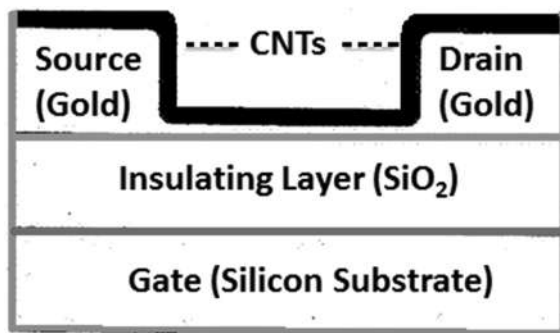 CNTs
Source
(Gold)
Drain
(Gold)
Insulating Layer (SiO₂)
Gate (Silicon Substrate)